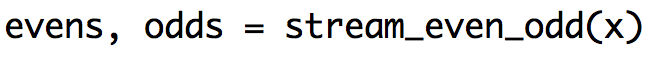 evens, odds = stream_even_odd(x)